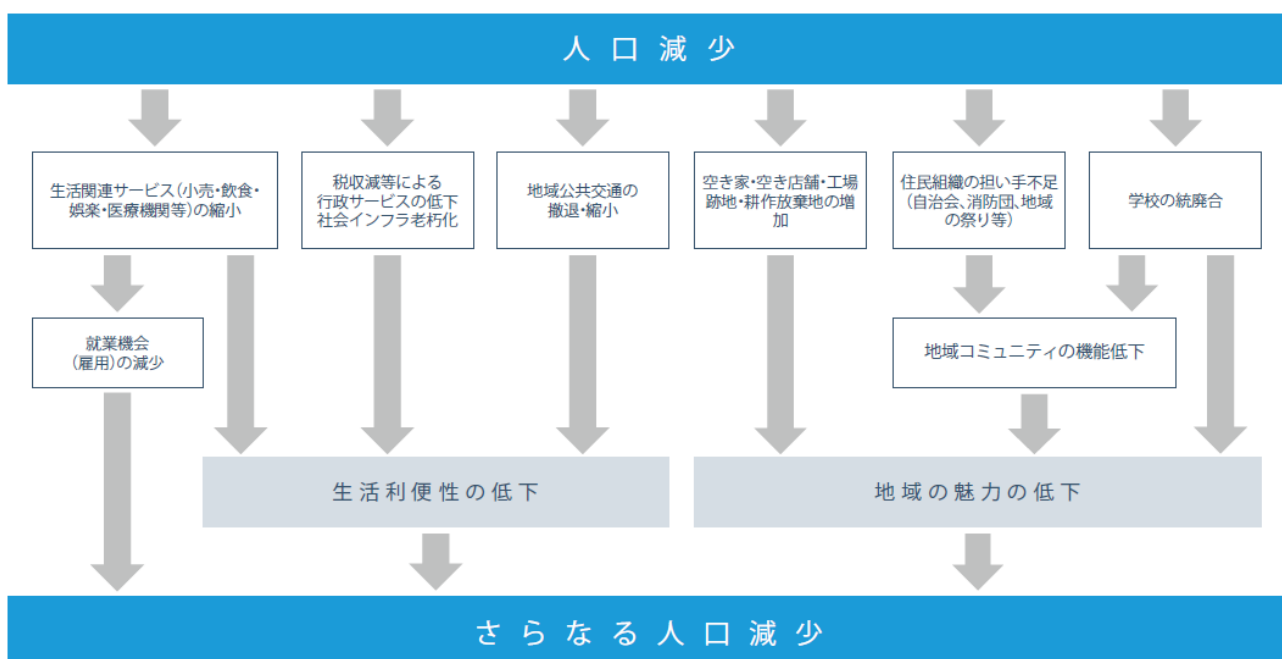 人口減少
生活関連サービス(小売・飲食・
娯楽・医療機関等)の縮小
税収減等による
行政サービスの低下
社会インフラ老朽化
地域公共交通の
撤退・縮小
空き家・空き店舗・工場
跡地・耕作放棄地の増
加
住民組織の担い手不足
(自治会、消防団、地域
の祭り等)
学校の統廃合
就業機会
(雇用)の減少
地域コミュニティの機能低下
生活利便性の低下
地域の魅力の低下
さらなる人口減少